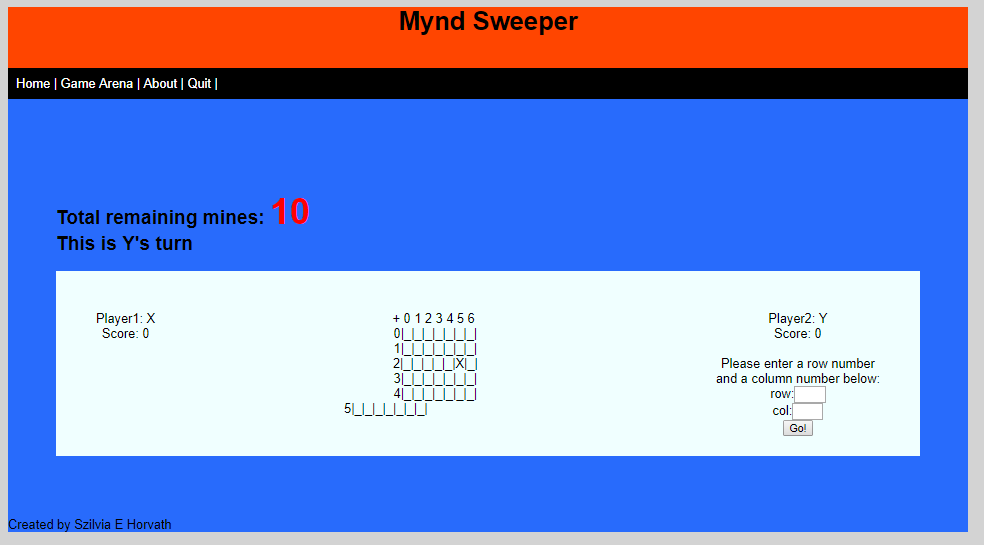 Mynd Sweeper
Home | Game Arena | About | Quit |
Total remaining mines: 10
This is Y's turn
Player1: X
Score: 0
+ 0 1 2 3 4 5 6
0|_|_|_|_|_|_|_|
1|_|_|_|_|_|_|_|
2|_|_|_|_|_|X|_|
3|_|_|_|_|_|_|_|
4|_|_|_|_|_|_|_|
5|_|_|_|_|_|_|_|
Player2: Y
Score: 0
Please enter a row number
and a column number below:
row:
col:
Go!
Created by Szilvia E Horvath